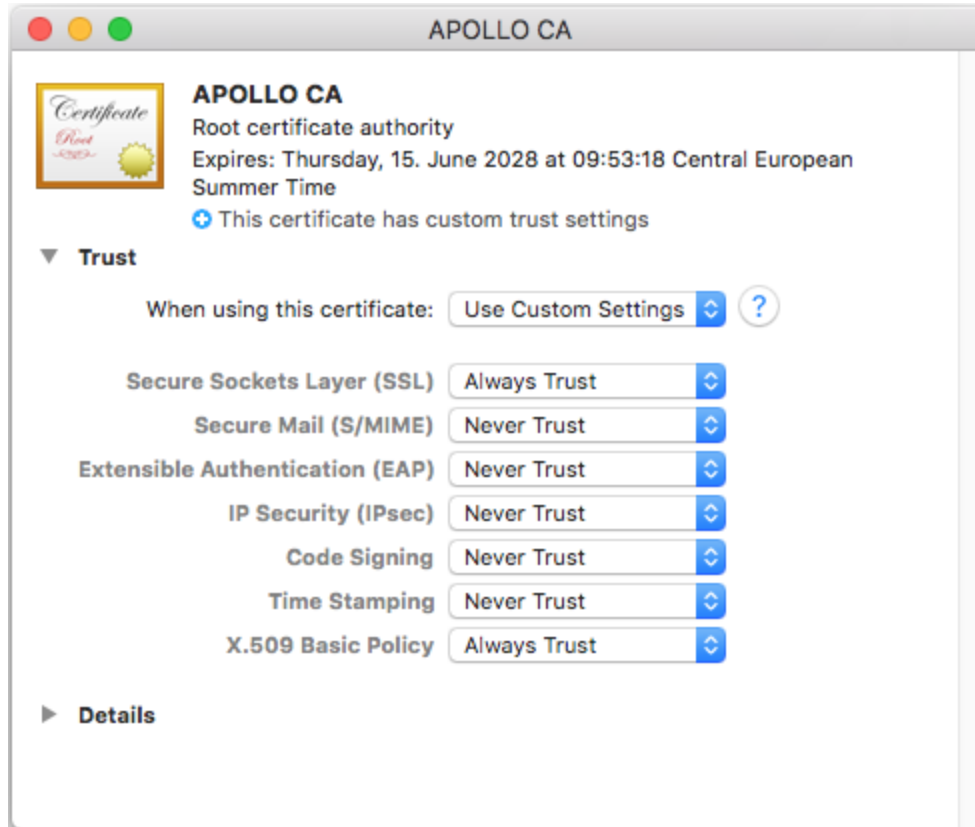 APOLLO CA
Certificate
Root
APOLLO CA
Root certificate authority
Expires: Thursday, 15. June 2028 at 09:53:18 Central European
Summer Time
This certificate has custom trust settings
Trust
When using this certificate: Use Custom Settings ?
Secure Sockets Layer (SSL) Always Trust
Secure Mail (S/MIME) Never Trust
Extensible Authentication (EAP) Never Trust
IP Security (IPsec) Never Trust
Code Signing Never Trust
Time Stamping Never Trust
X.509 Basic Policy Always Trust
Details